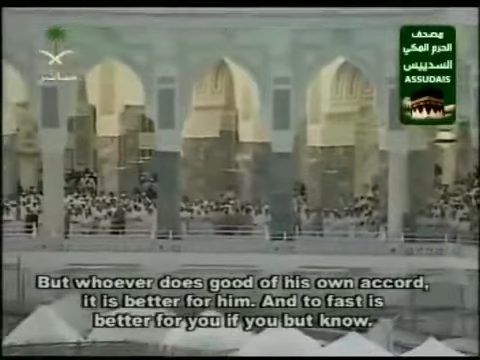 مباشر
مصحف
الحرم المكي
السديس
ASSUDAIS
But whoever does good of his own accord,
it is better for him. And to fast is
better for you if you but know.